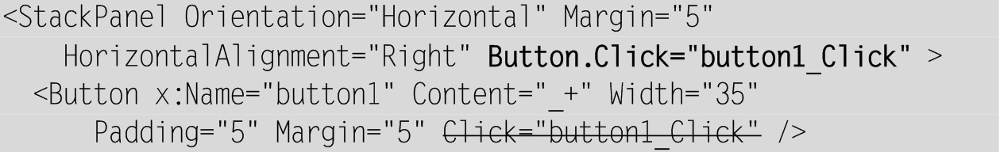 <StackPanel Orientation="Horizontal" Margin="5"
HorizontalAlignment="Right" Button.Click="button1_Click" >
<Button x:Name="button1" Content="_+" Width="35"
Padding="5" Margin="5" Click="button1_Click" />